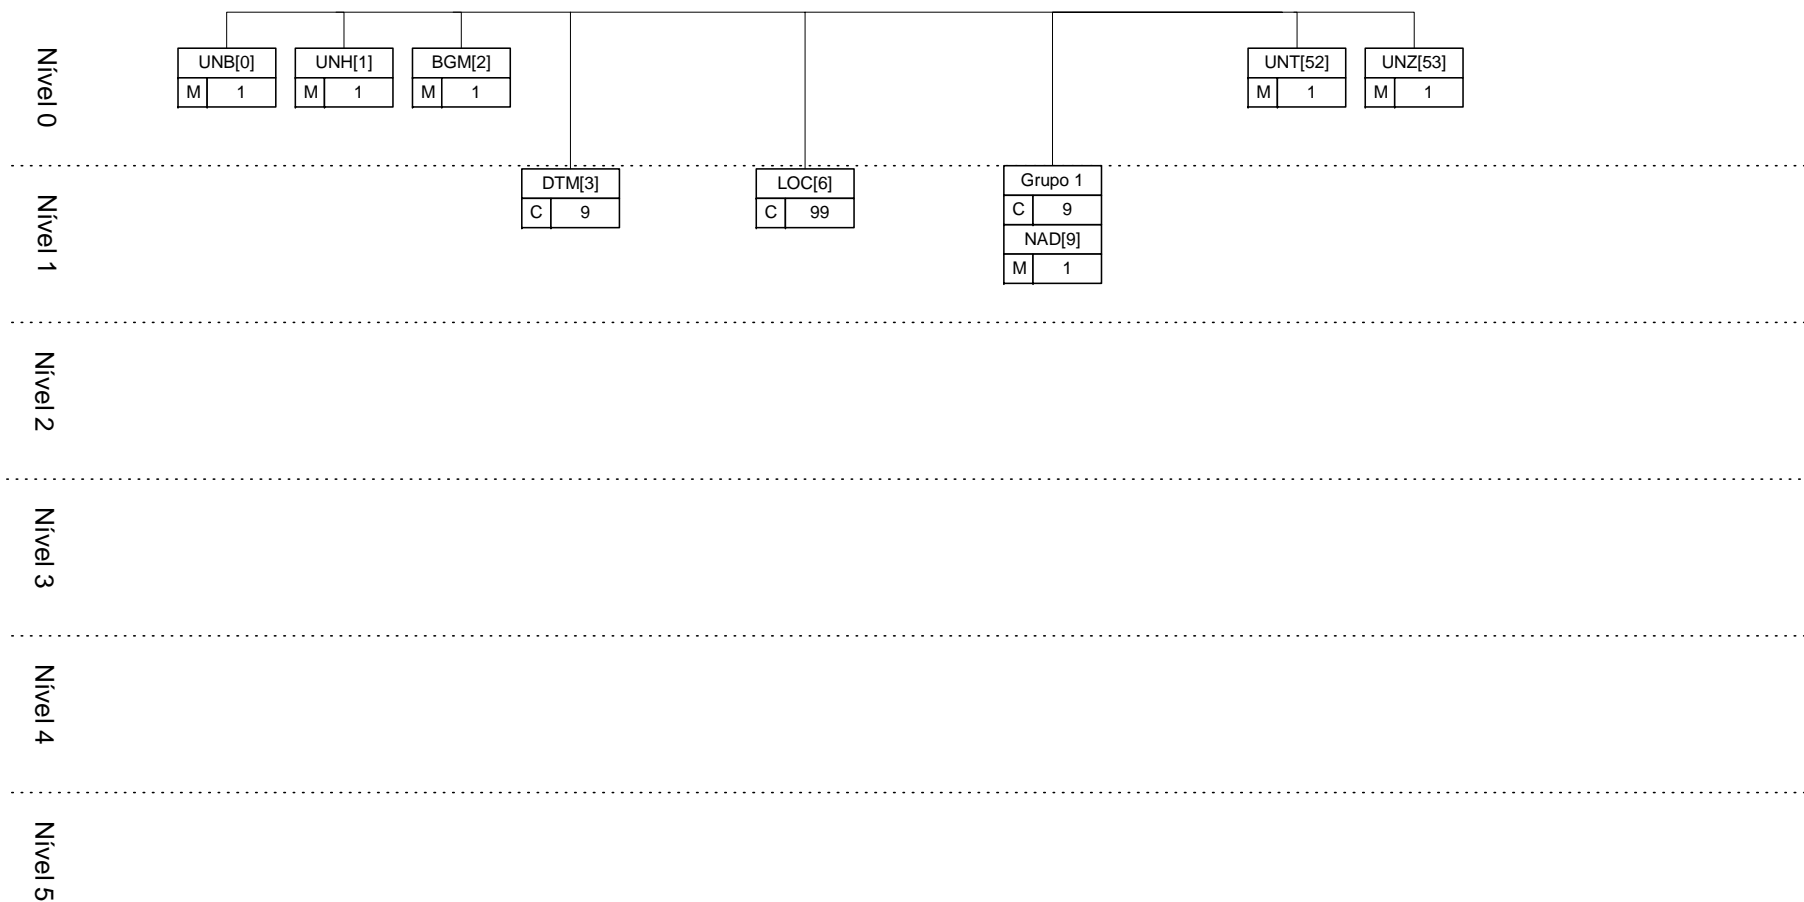 Nível 0
UNB[0] UNH[1] BGM[2] UNT[52] UNZ[53]
M 1 M 1 M 1 M 1 M 1
Nível 1
DTM[3] LOC[6] Grupo 1
C 9 C 99 C 9
NAD[9]
M 1
Nível 2
Nível 3
Nível 4
Nível 5